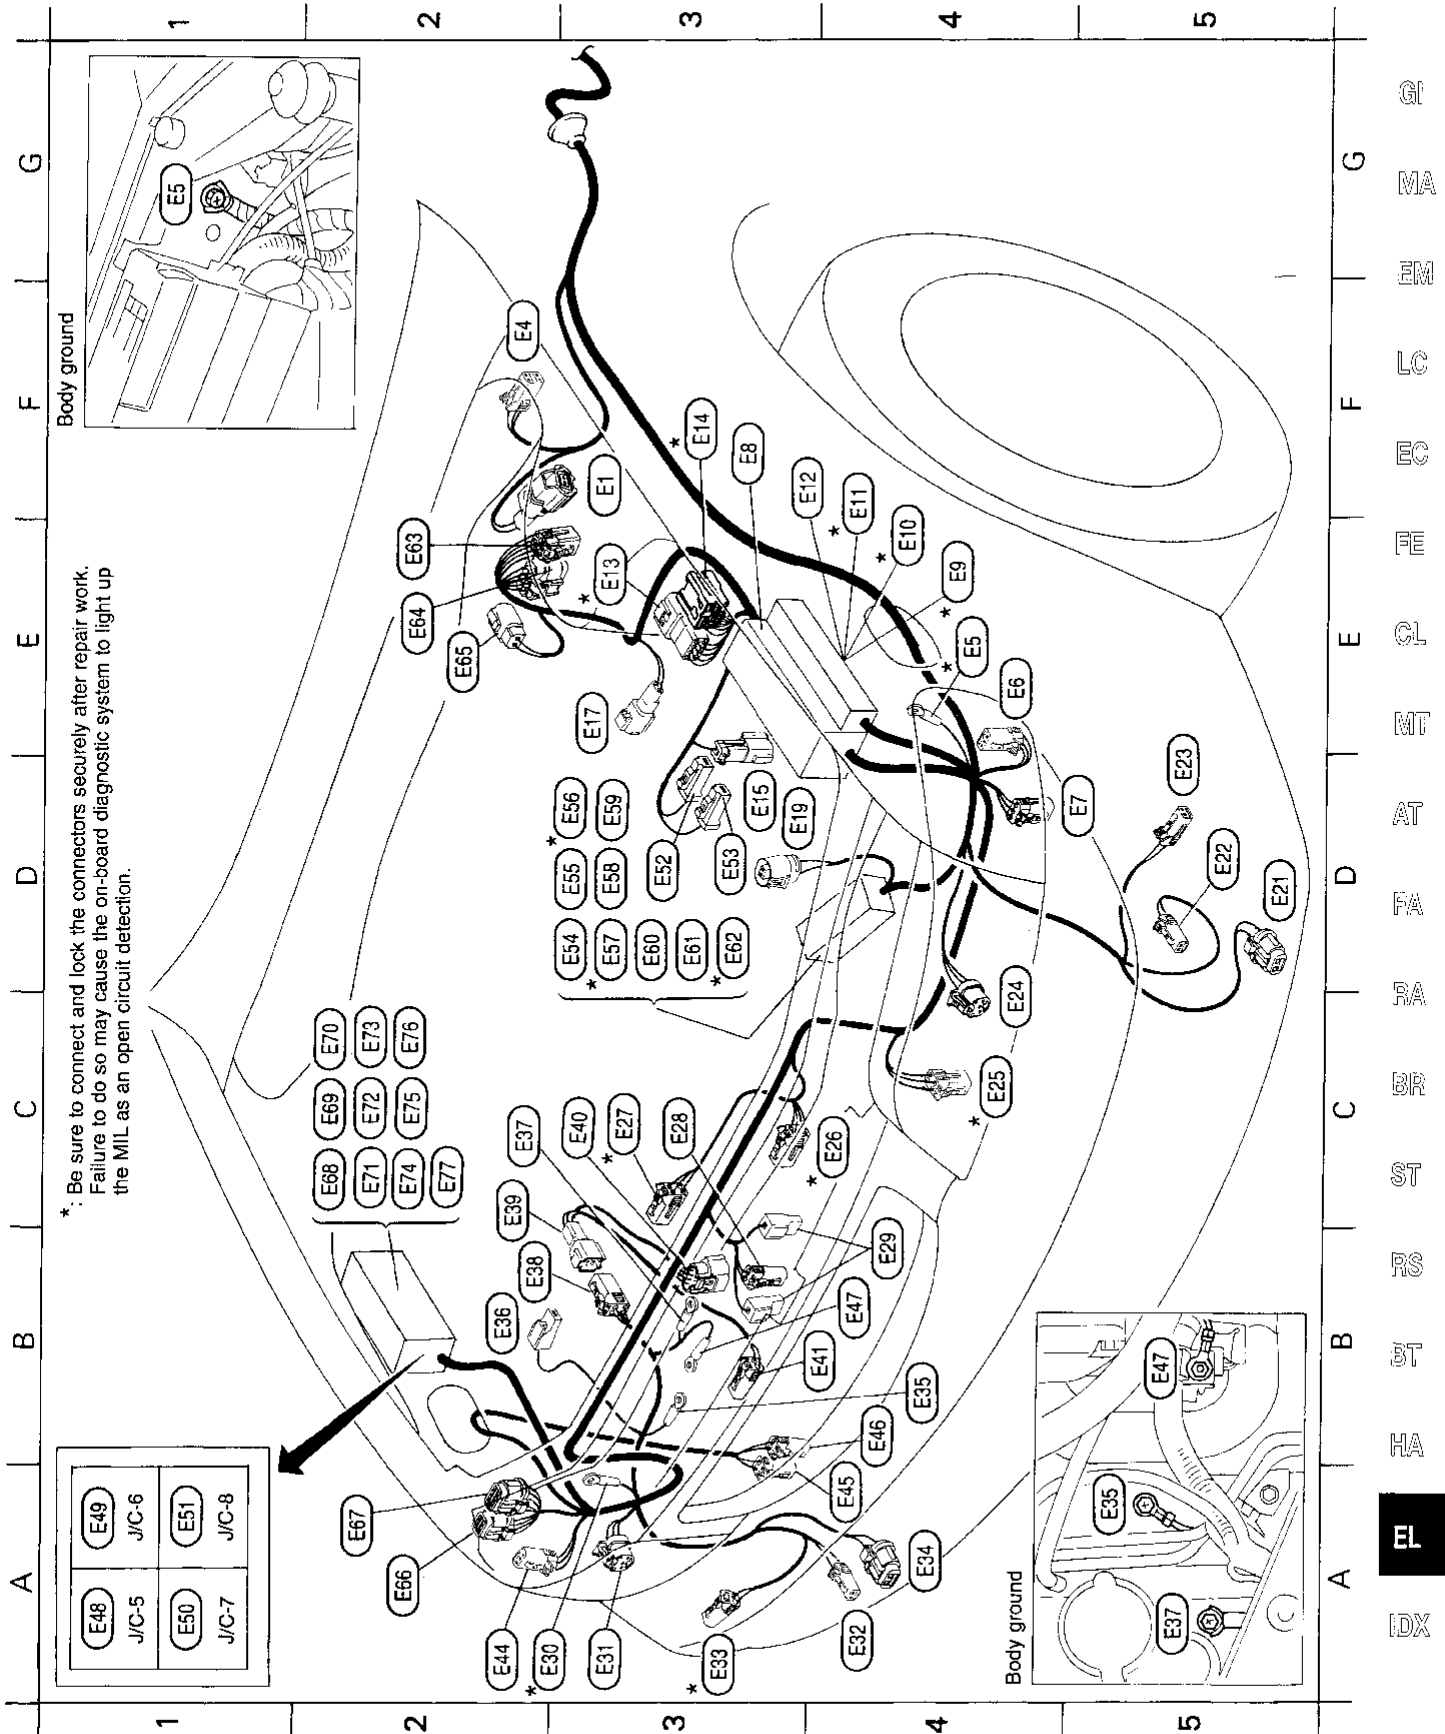 1
2
3
4
5
G
F
E
D
C
B
A
Body ground
E5
*: Be sure to connect and lock the connectors securely after repair work.
Failure to do so may cause the on-board diagnostic system to light up
the MIL as an open circuit detection.
E49
J/C-6
E51
J/C-8
E48
J/C-5
E50
J/C-7
E70
E73
E76
E69
E72
E75
E68
E71
E74
E77
E4
E1
E63
E64
E65
* E13
* E14
E8
E12
* E11
* E10
* E9
* E5
E6
E7
E17
E15
E19
* E56
E59
E55
E58
E54
* E57
E60
E61
* E62
E52
E53
E23
E22
E21
E24
* E25
* E26
E37
E40
* E27
E28
E39
E38
E36
E29
E47
E41
E35
E46
E45
E67
E66
E44
* E30
E31
* E33
E32
E34
Body ground
E47
E35
E37
G
F
E
D
C
B
A
1
2
3
4
5
GI
MA
EM
LC
EC
FE
CL
MT
AT
FA
RA
BR
ST
RS
BT
HA
EL
IDX